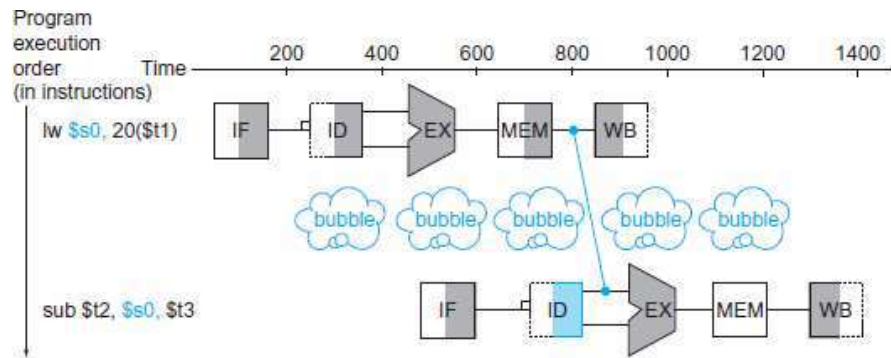 Program
execution
order
(in instructions)
Time
200 400 600 800 1000 1200 1400
lw $s0, 20($t1)
IF ID EX MEM WB
bubble bubble bubble bubble bubble
sub $t2, $s0, $t3
IF ID EX MEM WB